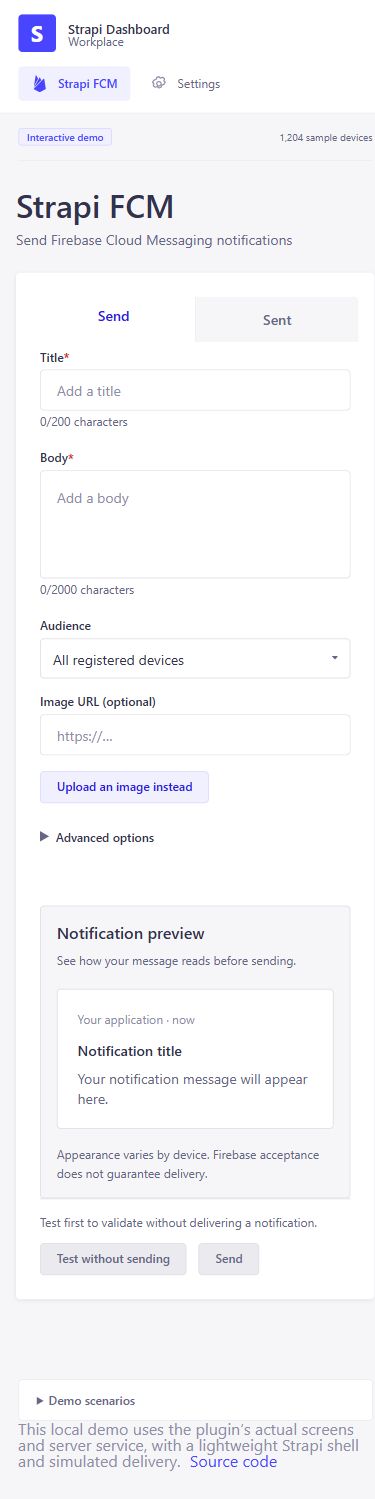 S
Strapi Dashboard
Workplace
Strapi FCM
Settings
Interactive demo
1,204 sample devices
Strapi FCM
Send Firebase Cloud Messaging notifications
Send
Sent
Title*
Add a title
0/200 characters
Body*
Add a body
0/2000 characters
Audience
All registered devices
Image URL (optional)
https://...
Upload an image instead
Advanced options
Notification preview
See how your message reads before sending.
Your application · now
Notification title
Your notification message will appear
here.
Appearance varies by device. Firebase acceptance
does not guarantee delivery.
Test first to validate without delivering a notification.
Test without sending
Send
Demo scenarios
This local demo uses the plugin's actual screens
and server service, with a lightweight Strapi shell
and simulated delivery. Source code